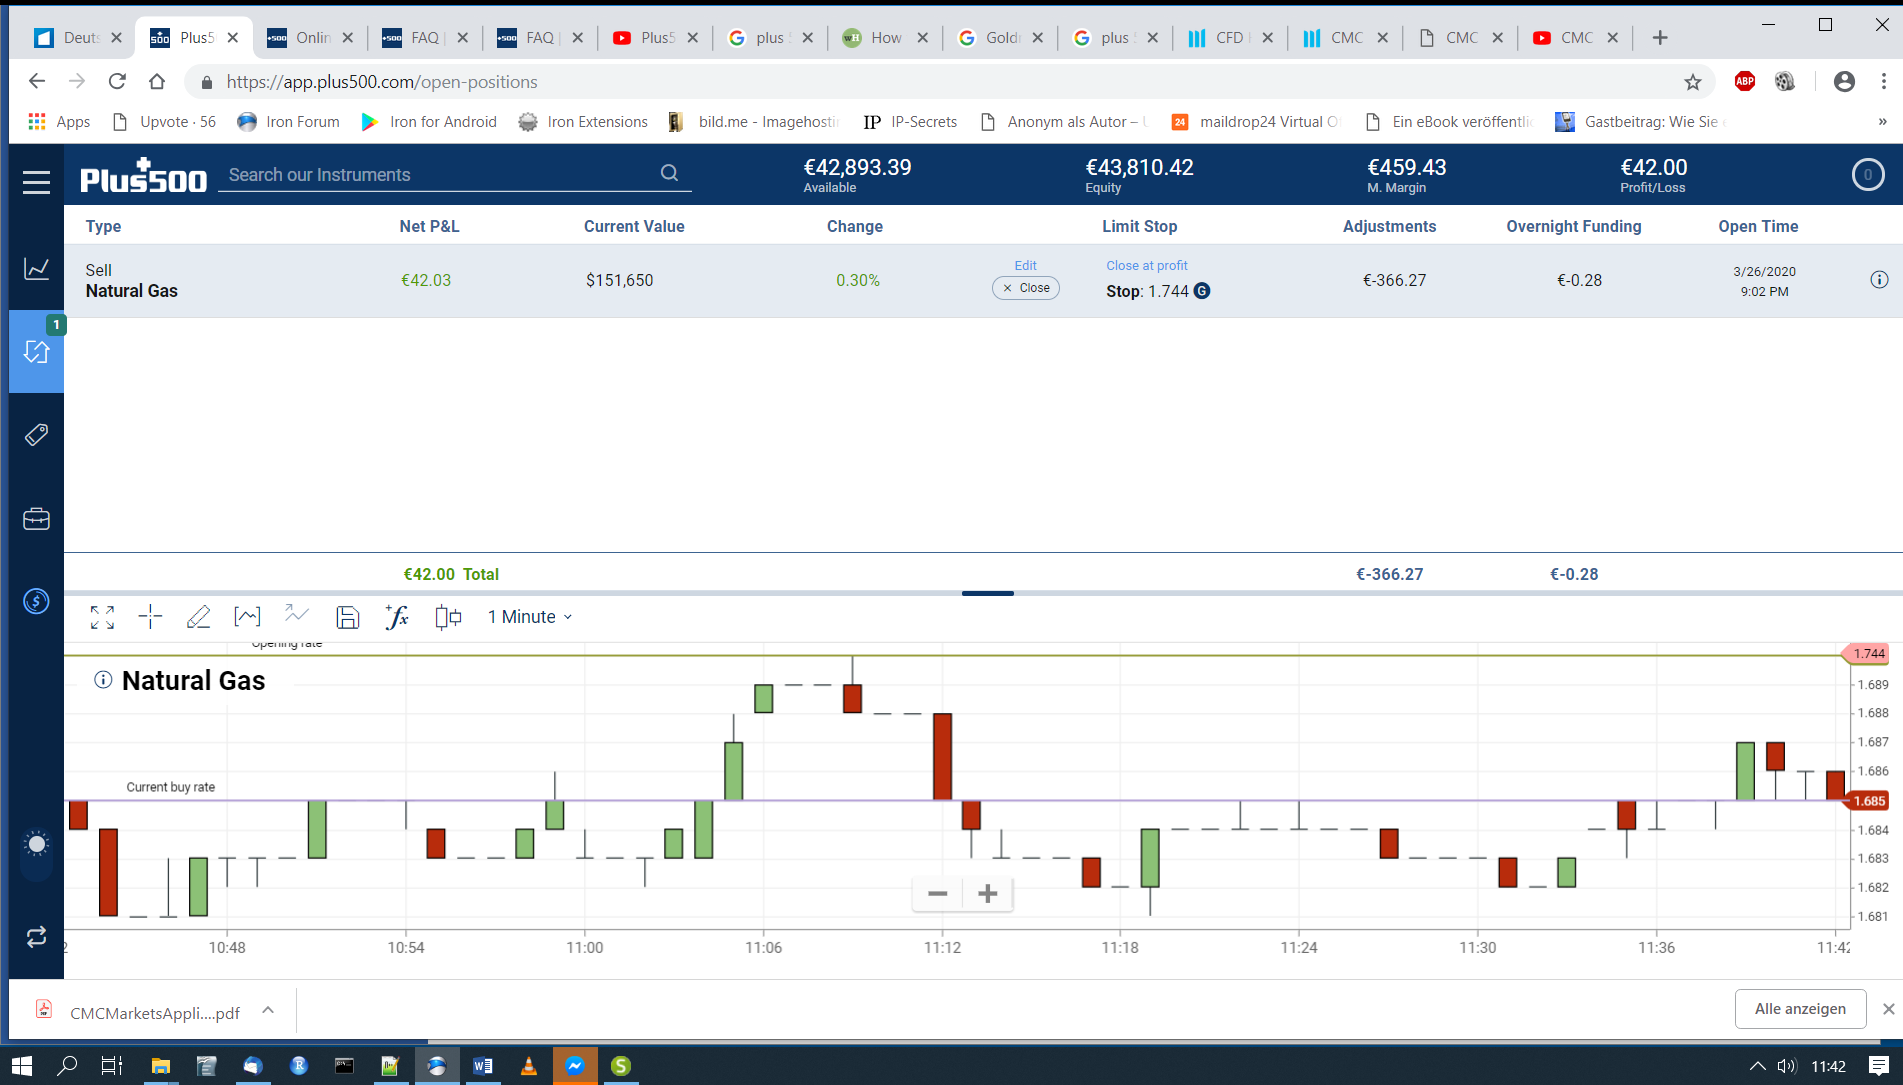 Deuts
Plus5
Onlin
FAQ |
FAQ |
Plus5
plus
How
Gold
plus
CFD
CMC
CMC
CMC
https://app.plus500.com/open-positions
ABP
Apps
Upvote · 56
Iron Forum
Iron for Android
Iron Extensions
bild.me - Imagehosti
IP IP-Secrets
Anonym als Autor –
24 maildrop24 Virtual O
Ein eBook veröffentli
Gastbeitrag: Wie Sie
»
Plus500
Search our Instruments
€42,893.39
Available
€43,810.42
Equity
€459.43
M. Margin
€42.00
Profit/Loss
0
Type Net P&L Current Value Change Limit Stop Adjustments Overnight Funding Open Time
Sell
Natural Gas
€42.03
$151,650
0.30%
Edit
Close
Close at profit
Stop: 1.744 G
€-366.27
€-0.28
3/26/2020
9:02 PM
1
€42.00 Total €-366.27 €-0.28
+fx
1 Minute
Opening rate
Natural Gas
Current buy rate
1.744
1.689
1.688
1.687
1.686
1.685
1.684
1.683
1.682
1.681
10:48 10:54 11:00 11:06 11:12 11:18 11:24 11:30 11:36 11:42
CMCMarketsAppli....pdf
Alle anzeigen
11:42